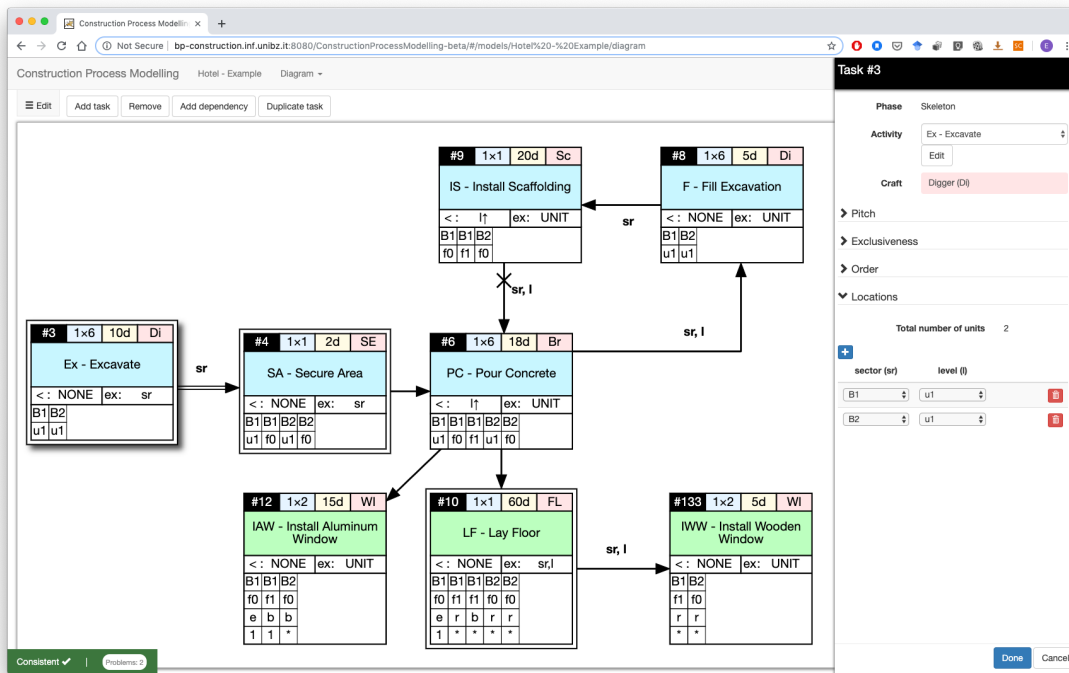 Construction Process Modellin
Not Secure | bp-construction.inf.unibz.it:8080/ConstructionProcessModelling-beta/#/models/Hotel%20-%20Example/diagram
SC
E
Construction Process Modelling Hotel - Example Diagram
Edit Add task Remove Add dependency Duplicate task
#9 1×1 20d Sc
IS - Install Scaffolding
< : l↑ ex: UNIT
B1 B1 B2
f0 f1 f0
#8 1×6 5d Di
F - Fill Excavation
< : NONE ex: UNIT
B1 B2
u1 u1
sr
sr, l
sr, l
#3 1×6 10d Di
Ex - Excavate
< : NONE ex: sr
B1 B2
u1 u1
sr
#4 1×1 2d SE
SA - Secure Area
< : NONE ex: sr
B1 B1 B2 B2
u1 f0 u1 f0
#6 1×6 18d Br
PC - Pour Concrete
< : l↑ ex: UNIT
B1 B1 B1 B2 B2
u1 f0 f1 u1 f0
#12 1×2 15d WI
IAW - Install Aluminum
Window
< : NONE ex: UNIT
B1 B1 B2
f0 f1 f0
e b b
1 1 *
#10 1×1 60d FL
LF - Lay Floor
< : NONE ex: sr,l
B1 B1 B1 B2 B2
f0 f1 f1 f0 f0
e r b r r
1 * * * *
sr, l
#133 1×2 5d WI
IWW - Install Wooden
Window
< : NONE ex: UNIT
B1 B2
f1 f0
r r
* *
Consistent ✔ | Problems: 2
Task #3
Phase Skeleton
Activity Ex - Excavate
Edit
Craft Digger (Di)
Pitch
Exclusiveness
Order
Locations
Total number of units 2
+
sector (sr) level (l)
B1 u1
B2 u1
Done Cancel